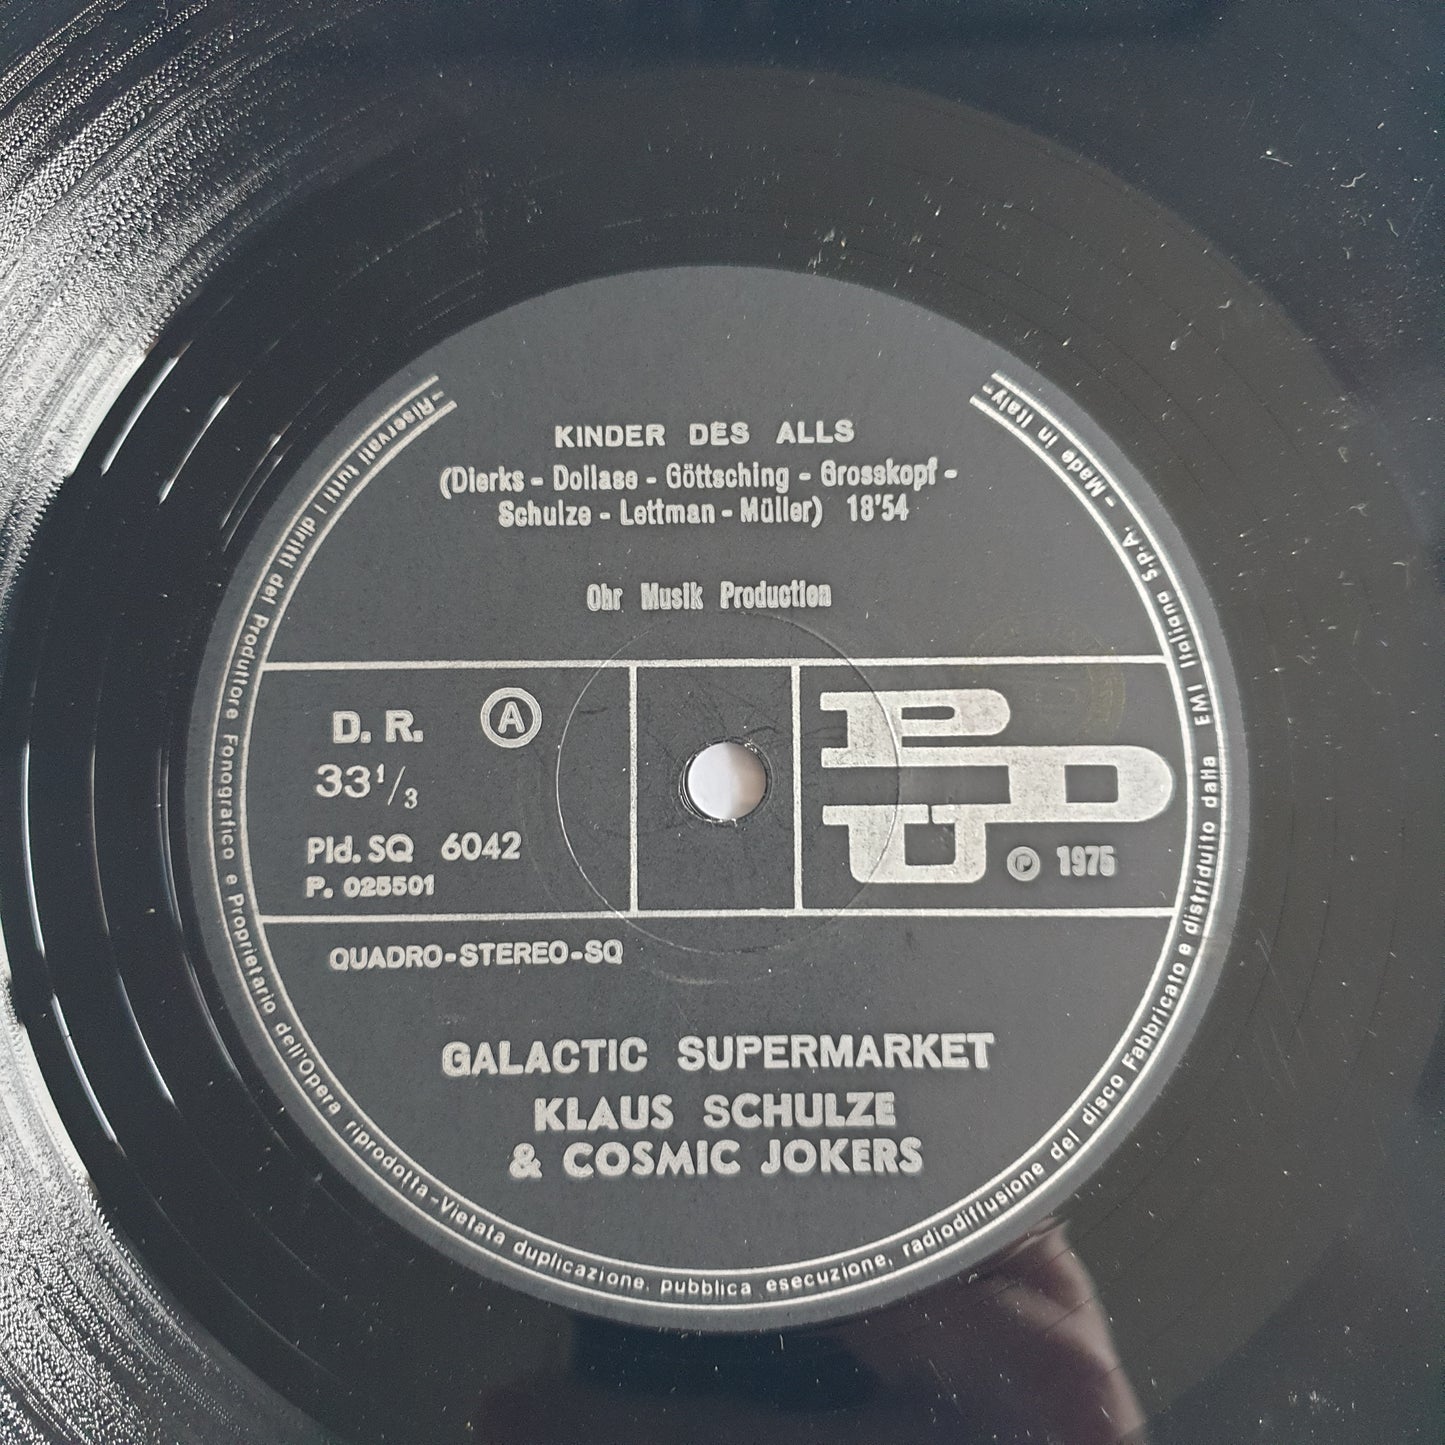 KINDER DES ALLS
(Dierks - Dollase - Göttsching - Grosskopf -
Schulze - Lettman - Müller) 18'54
Ohr Musik Production
D. R. A
33 1/3
Pld. SQ 6042
P. 025501
PDU
℗ 1975
QUADRO-STEREO-SQ
GALACTIC SUPERMARKET
KLAUS SCHULZE
& COSMIC JOKERS
-Riservati tutti i diritti del Produttore Fonografico e Proprietario dell'Opera riprodotta-Vietata duplicazione, pubblica esecuzione, radiodiffusione del disco Fabbricato e distriduito dalla EMI Italiana S.p.A. - Made in Italy-